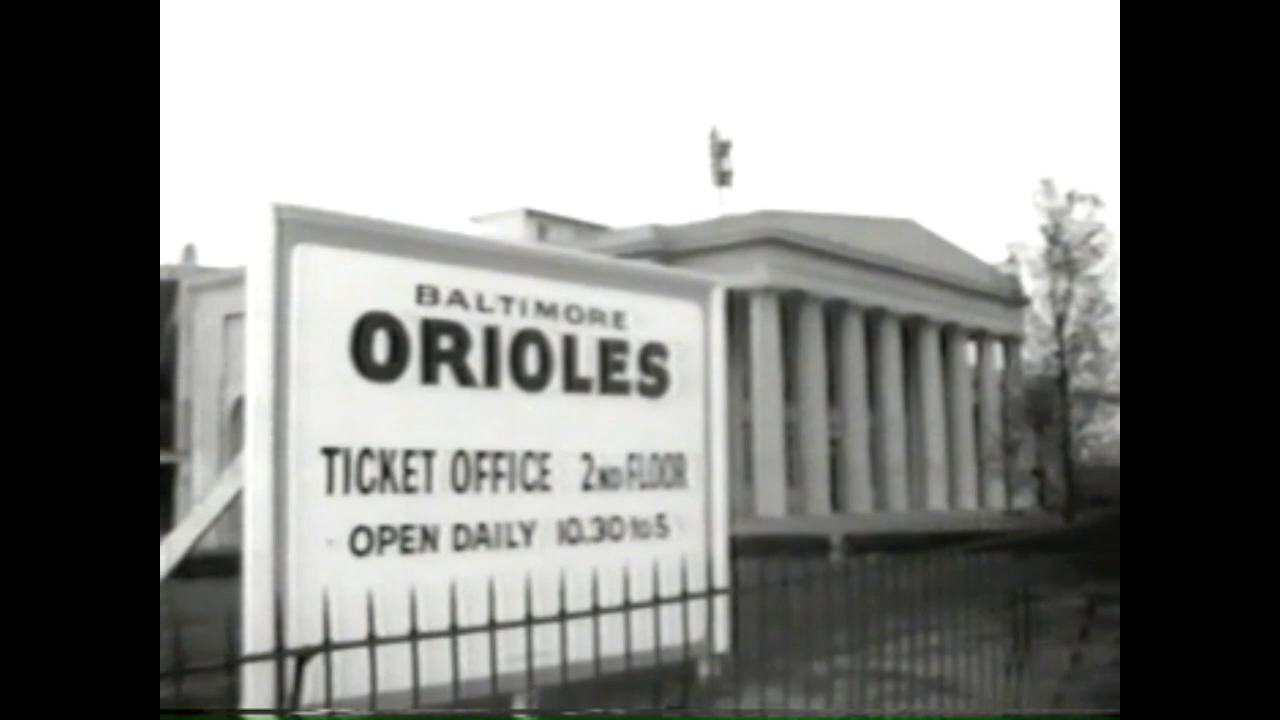 BALTIMORE
ORIOLES
TICKET OFFICE 2ND FLOOR
OPEN DAILY 10.30 to 5